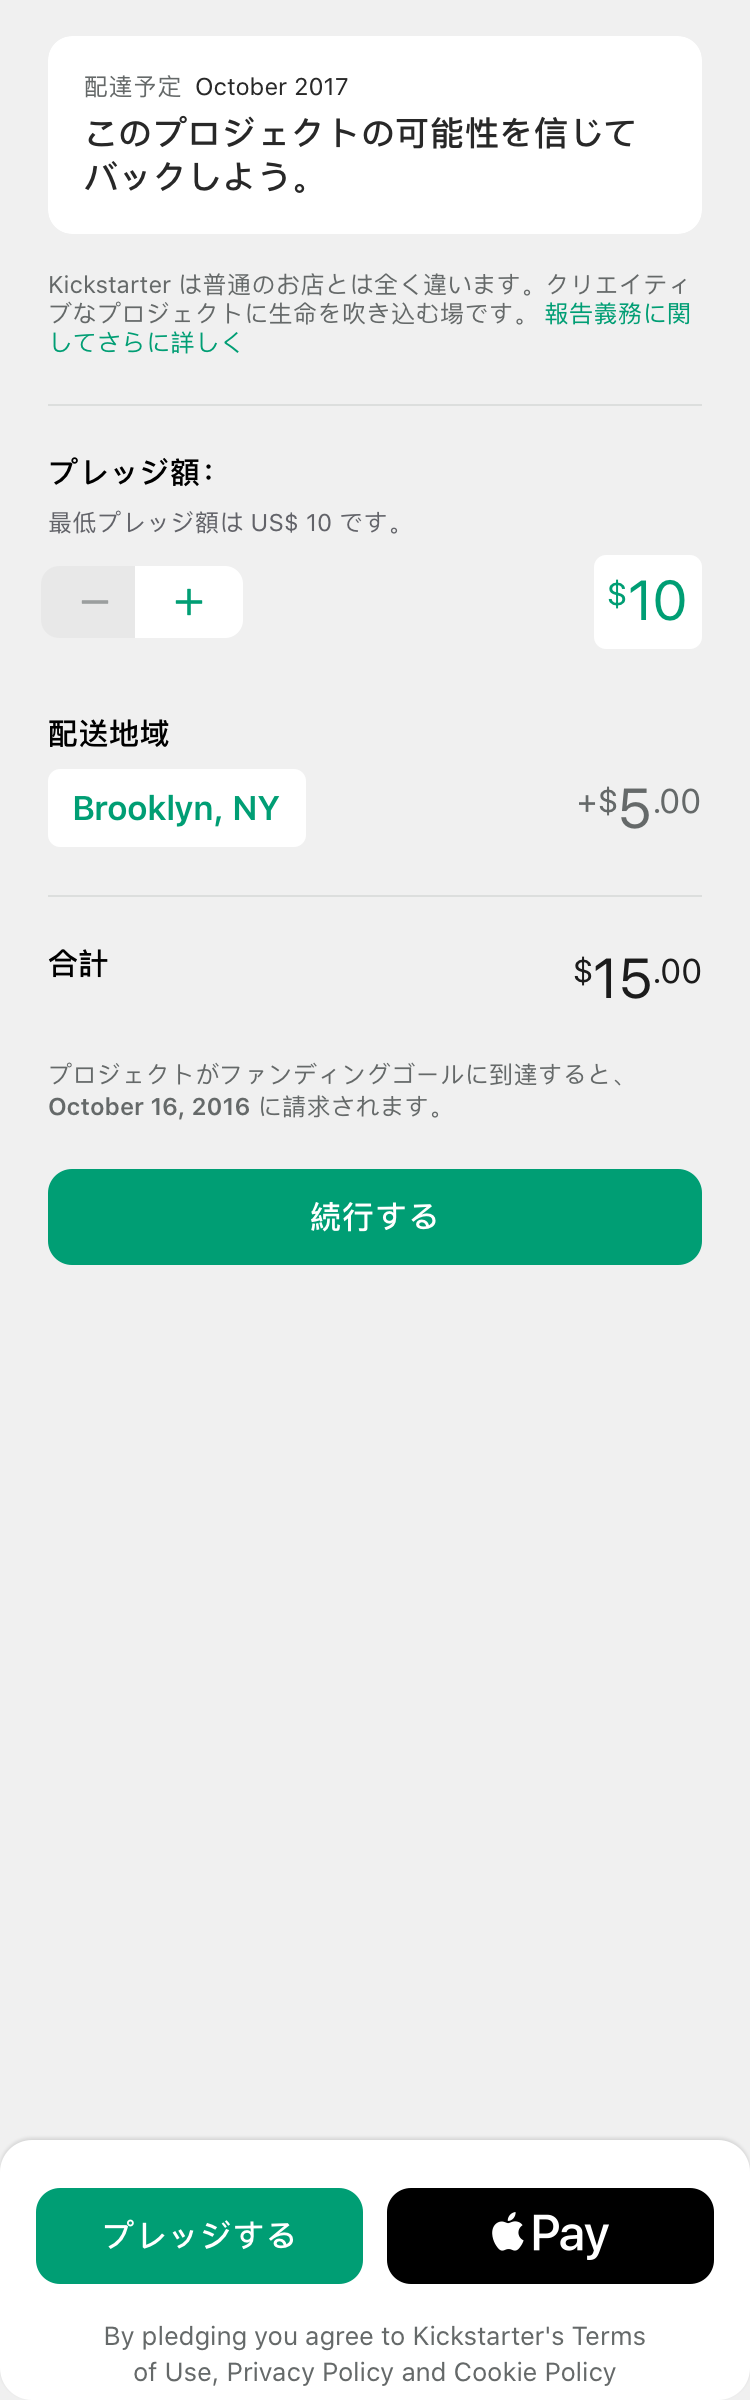 配達予定 October 2017
このプロジェクトの可能性を信じて
バックしよう。
Kickstarter は普通のお店とは全く違います。クリエイティ
ブなプロジェクトに生命を吹き込む場です。 報告義務に関
してさらに詳しく
プレッジ額：
最低プレッジ額は US$ 10 です。
− + $10
配送地域
Brooklyn, NY +$5.00
合計 $15.00
プロジェクトがファンディングゴールに到達すると、
October 16, 2016 に請求されます。
続行する
プレッジする Pay
By pledging you agree to Kickstarter's Terms
of Use, Privacy Policy and Cookie Policy